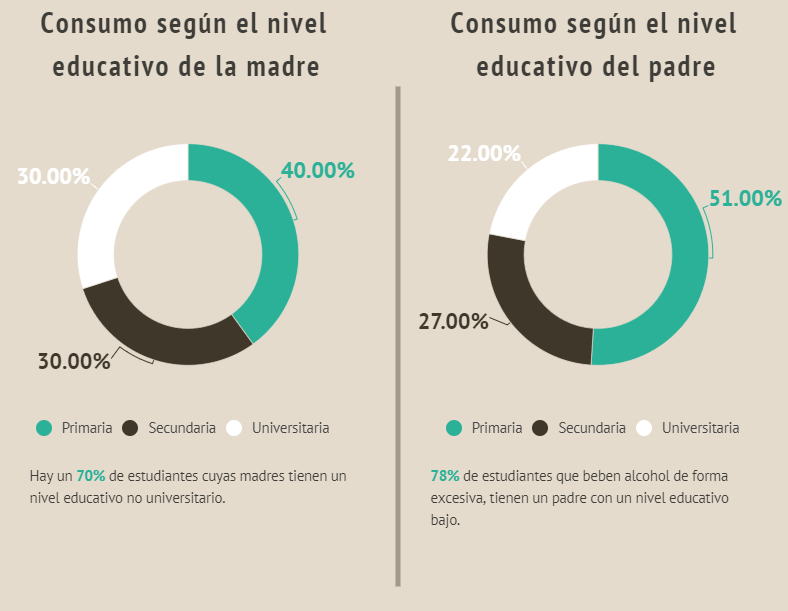 Consumo según el nivel
educativo de la madre
30.00%
40.00%
30.00%
Primaria Secundaria Universitaria
Hay un 70% de estudiantes cuyas madres tienen un
nivel educativo no universitario.
Consumo según el nivel
educativo del padre
22.00%
51.00%
27.00%
Primaria Secundaria Universitaria
78% de estudiantes que beben alcohol de forma
excesiva, tienen un padre con un nivel educativo
bajo.